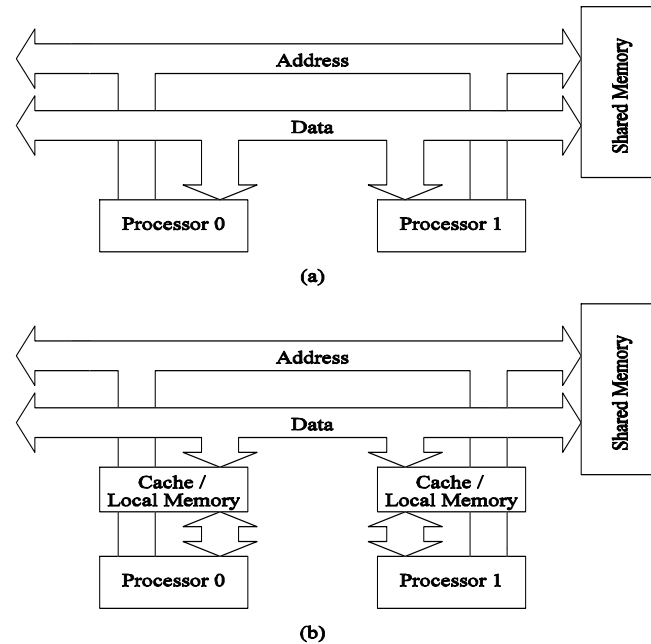 Address
Shared Memory
Data
Processor 0
Processor 1
(a)
Address
Shared Memory
Data
Cache /
Local Memory
Cache /
Local Memory
Processor 0
Processor 1
(b)